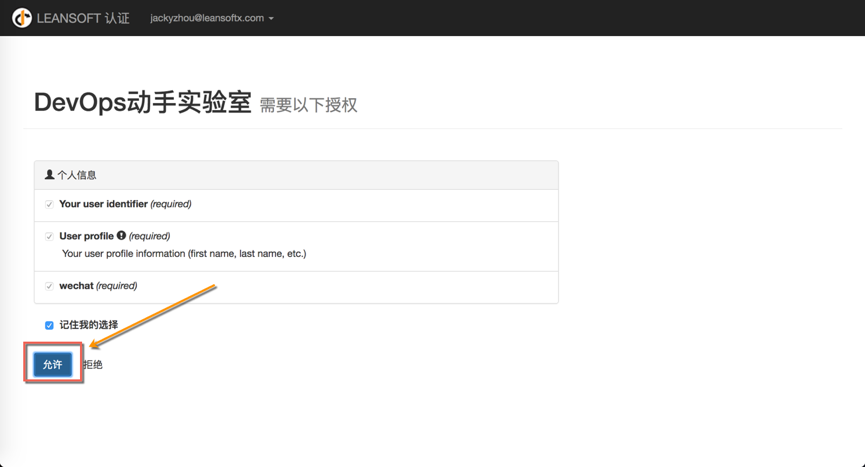 LEANSOFT 认证 jackyzhou@leansoftx.com
DevOps动手实验室 需要以下授权
个人信息
Your user identifier (required)
User profile (required)
Your user profile information (first name, last name, etc.)
wechat (required)
记住我的选择
允许 拒绝